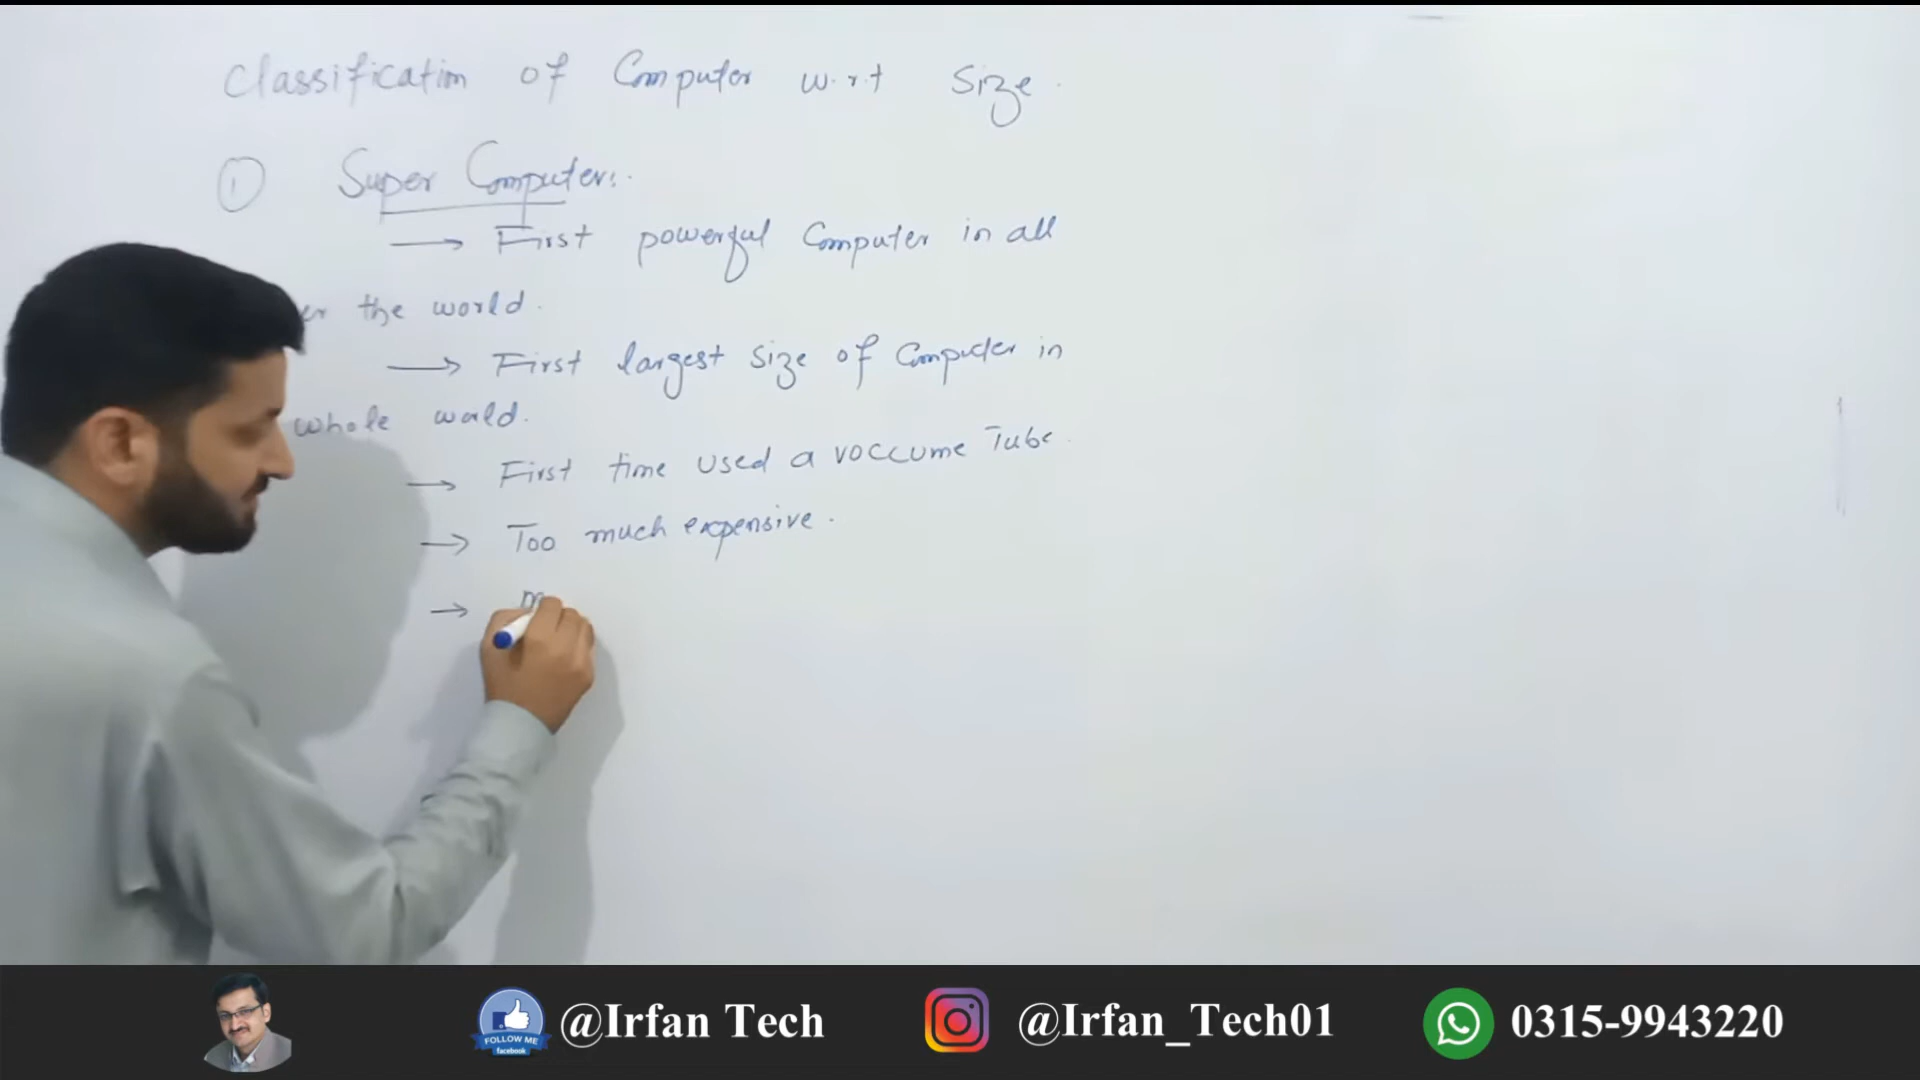 Classification of Computer w.r.t Size.
1 Super Computer:.
→ First powerful Computer in all
the world.
→ First largest size of Computer in
whole world.
→ First time used a voccume Tube.
→ Too much expensive.
→ m
FOLLOW ME
facebook
@Irfan Tech
@Irfan_Tech01
0315-9943220